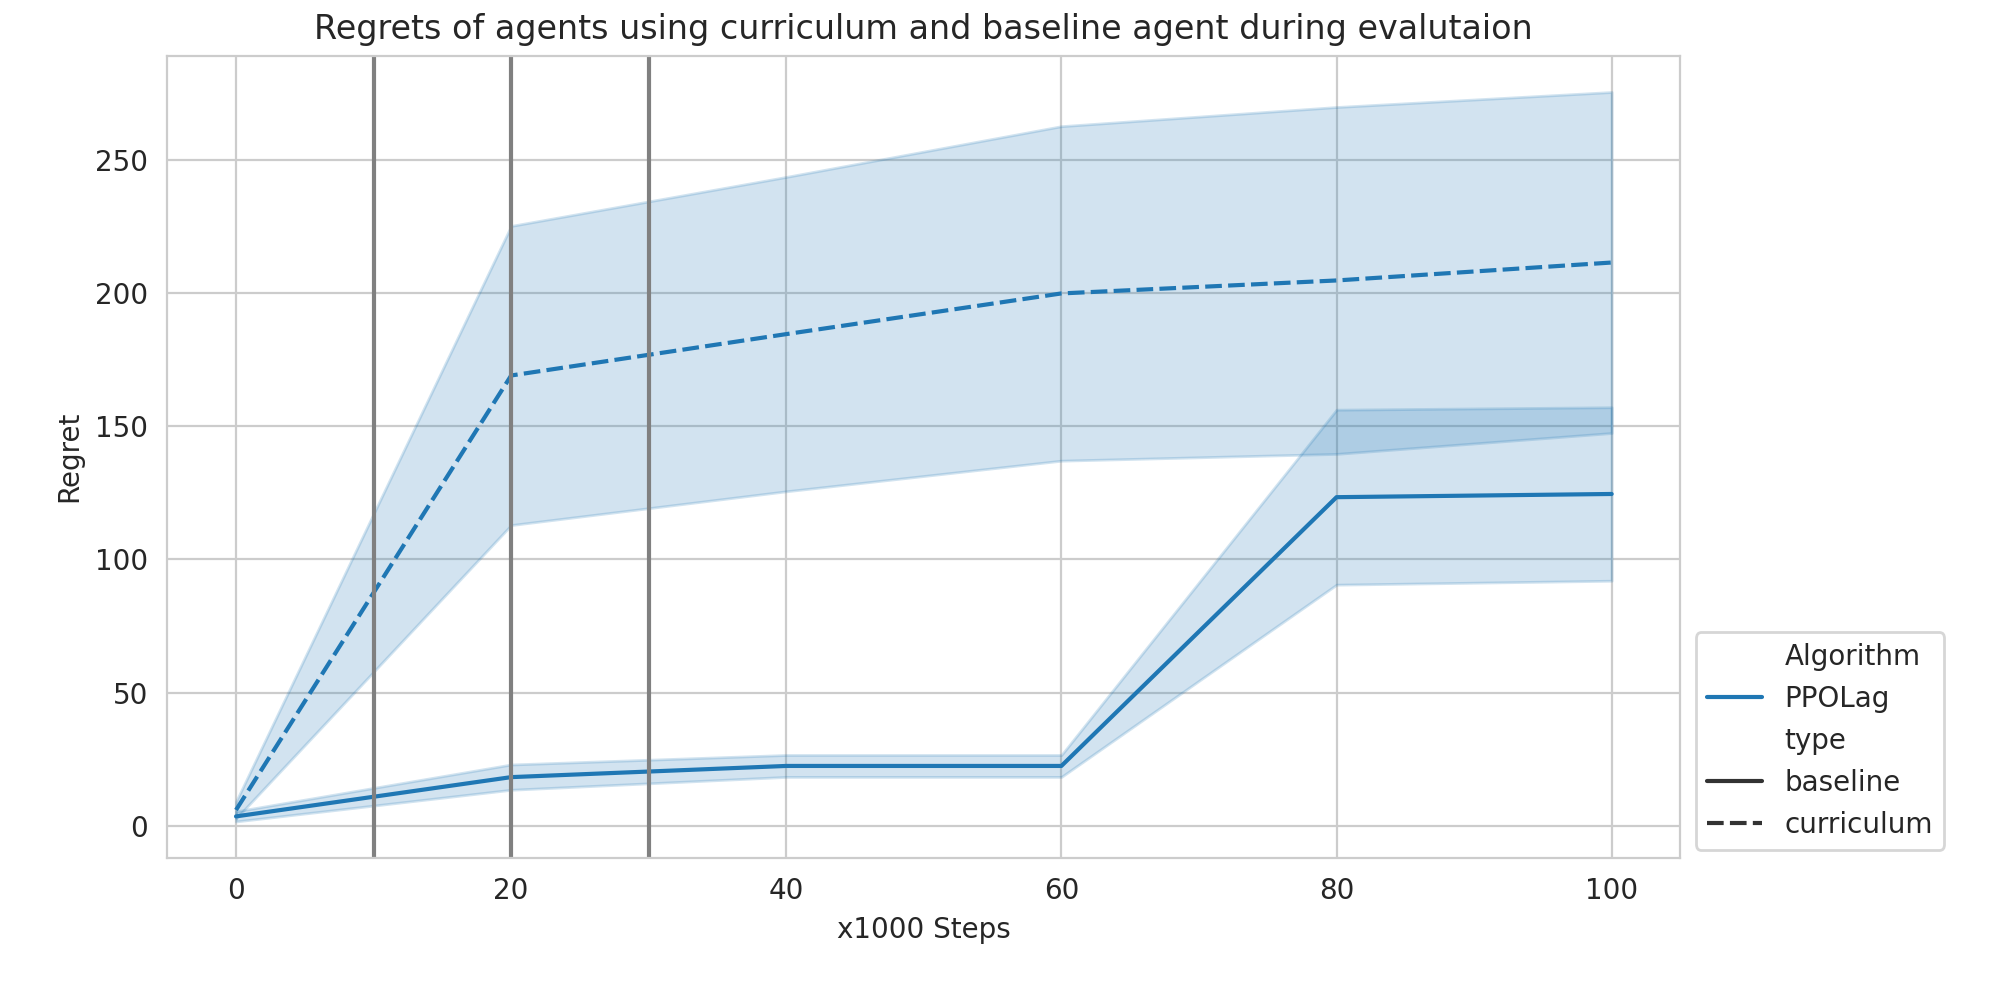 Regrets of agents using curriculum and baseline agent during evalutaion
Regret
250
200
150
100
50
0
0 20 40 60 80 100
x1000 Steps
Algorithm
PPOLag
type
baseline
curriculum